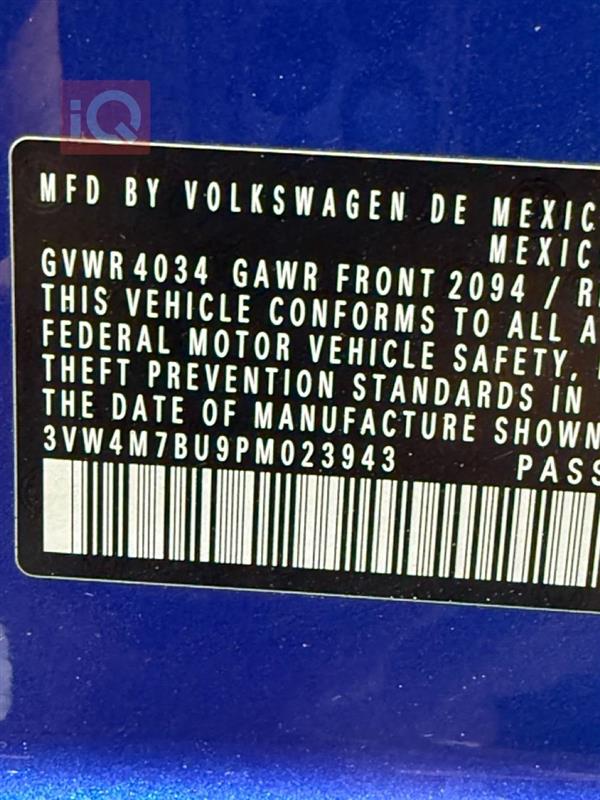 iQ
MFD BY VOLKSWAGEN DE MEXIC
MEXIC
GVWR 4034 GAWR FRONT 2094 / R
THIS VEHICLE CONFORMS TO ALL A
FEDERAL MOTOR VEHICLE SAFETY,
THEFT PREVENTION STANDARDS IN
THE DATE OF MANUFACTURE SHOWN
3VW4M7BU9PM023943 PASS